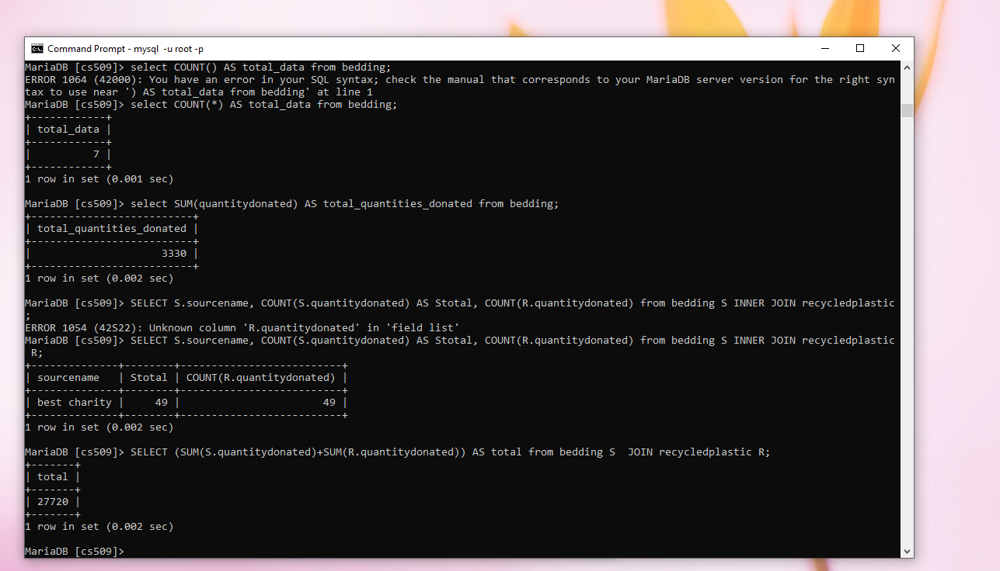 Command Prompt - mysql  -u root -p
MariaDB [cs509]> select COUNT() AS total_data from bedding;
ERROR 1064 (42000): You have an error in your SQL syntax; check the manual that corresponds to your MariaDB server version for the right syn
tax to use near ') AS total_data from bedding' at line 1
MariaDB [cs509]> select COUNT(*) AS total_data from bedding;
+------------+
| total_data |
+------------+
|          7 |
+------------+
1 row in set (0.001 sec)

MariaDB [cs509]> select SUM(quantitydonated) AS total_quantities_donated from bedding;
+--------------------------+
| total_quantities_donated |
+--------------------------+
|                     3330 |
+--------------------------+
1 row in set (0.002 sec)

MariaDB [cs509]> SELECT S.sourcename, COUNT(S.quantitydonated) AS Stotal, COUNT(R.quantitydonated) from bedding S INNER JOIN recycledplastic
;
ERROR 1054 (42S22): Unknown column 'R.quantitydonated' in 'field list'
MariaDB [cs509]> SELECT S.sourcename, COUNT(S.quantitydonated) AS Stotal, COUNT(R.quantitydonated) from bedding S INNER JOIN recycledplastic
 R;
+--------------+--------+--------------------------+
| sourcename   | Stotal | COUNT(R.quantitydonated) |
+--------------+--------+--------------------------+
| best charity |     49 |                       49 |
+--------------+--------+--------------------------+
1 row in set (0.002 sec)

MariaDB [cs509]> SELECT (SUM(S.quantitydonated)+SUM(R.quantitydonated)) AS total from bedding S  JOIN recycledplastic R;
+-------+
| total |
+-------+
| 27720 |
+-------+
1 row in set (0.002 sec)

MariaDB [cs509]>